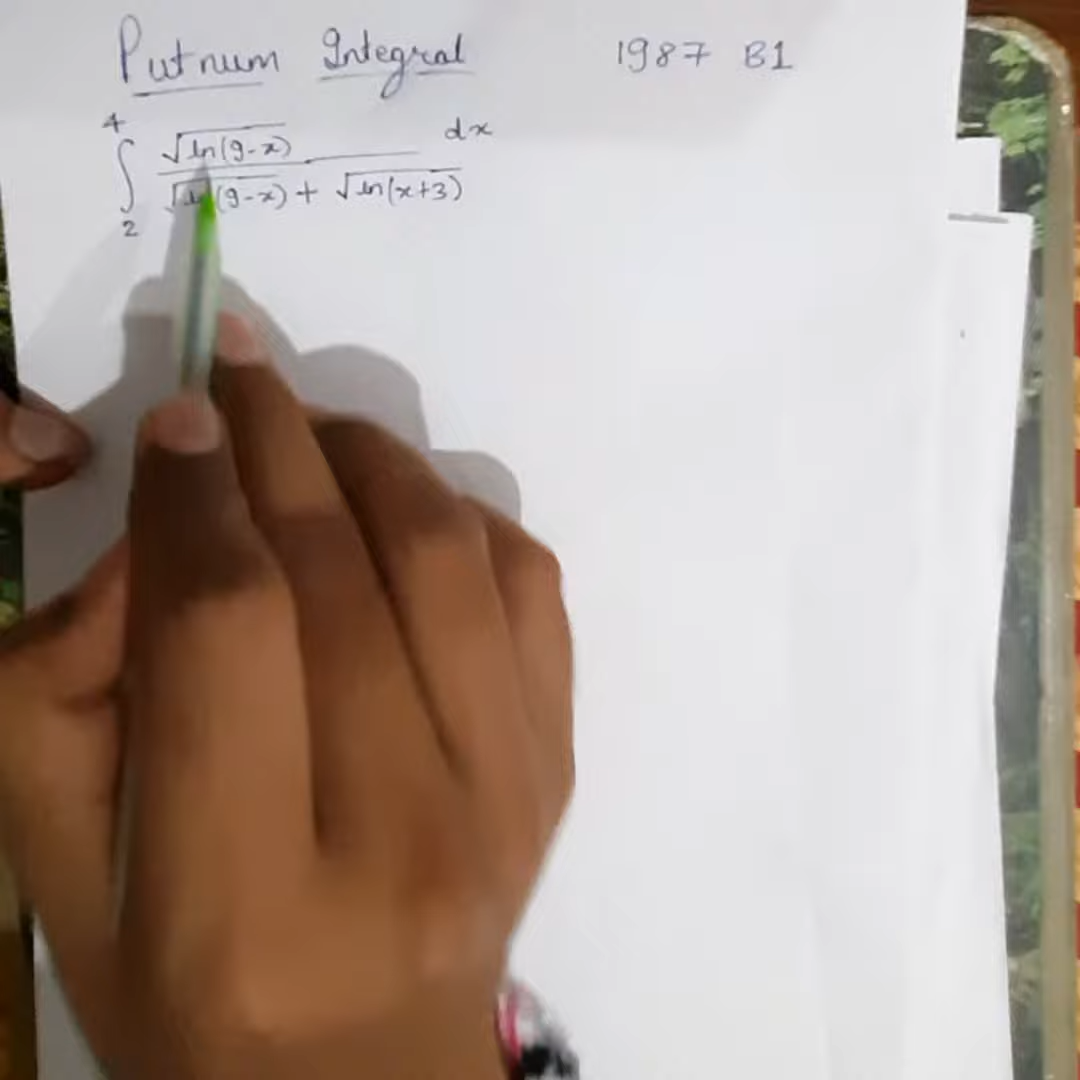 Putnum Integral 1987 B1
4 dx
∫ √ln(9-x)
√ln(9-x) + √ln(x+3)
2